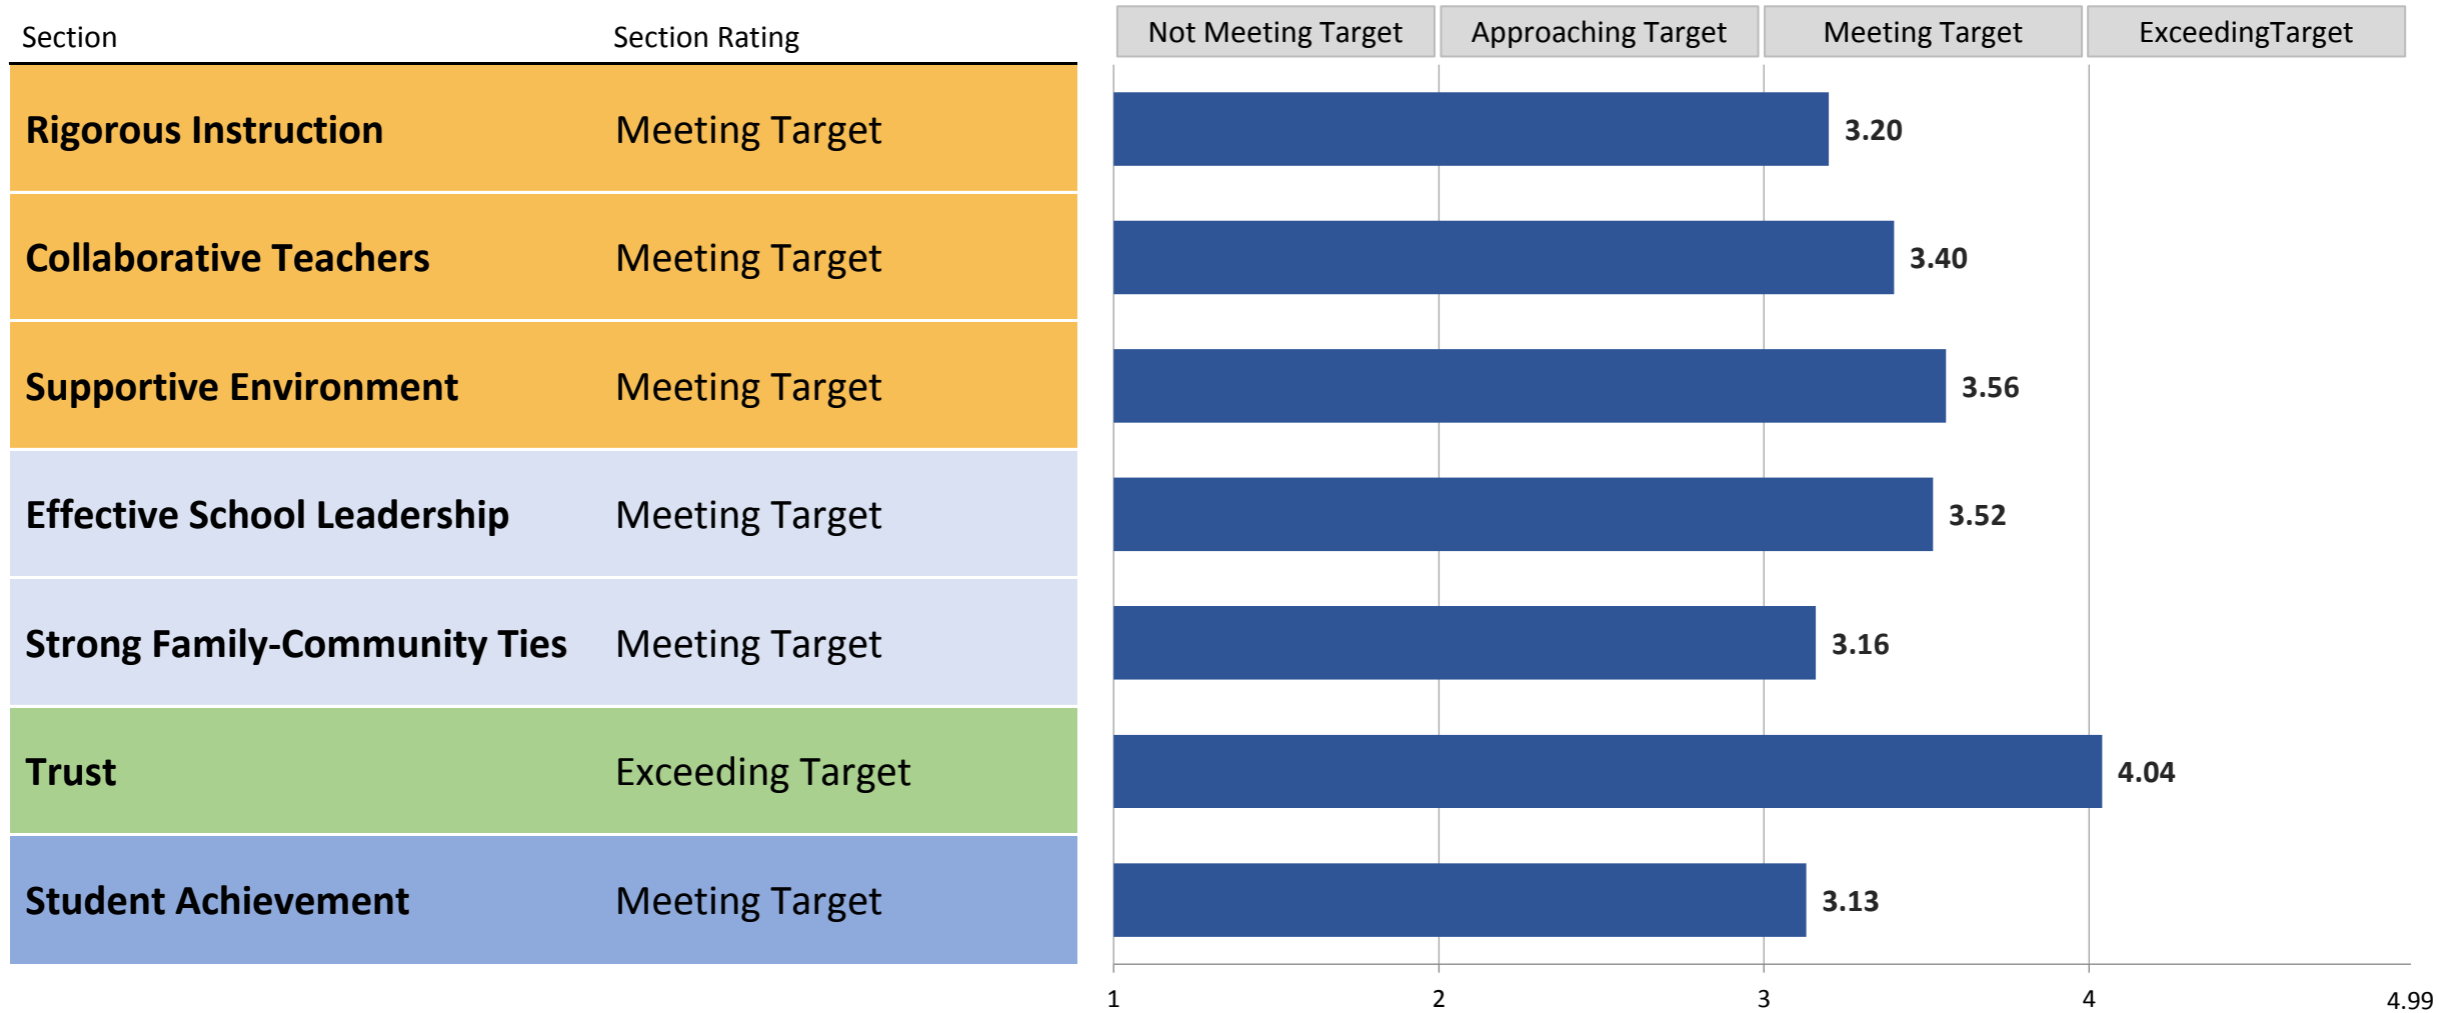 Section Section Rating Not Meeting Target Approaching Target Meeting Target ExceedingTarget
Rigorous Instruction Meeting Target 3.20
Collaborative Teachers Meeting Target 3.40
Supportive Environment Meeting Target 3.56
Effective School Leadership Meeting Target 3.52
Strong Family-Community Ties Meeting Target 3.16
Trust Exceeding Target 4.04
Student Achievement Meeting Target 3.13
1 2 3 4 4.99